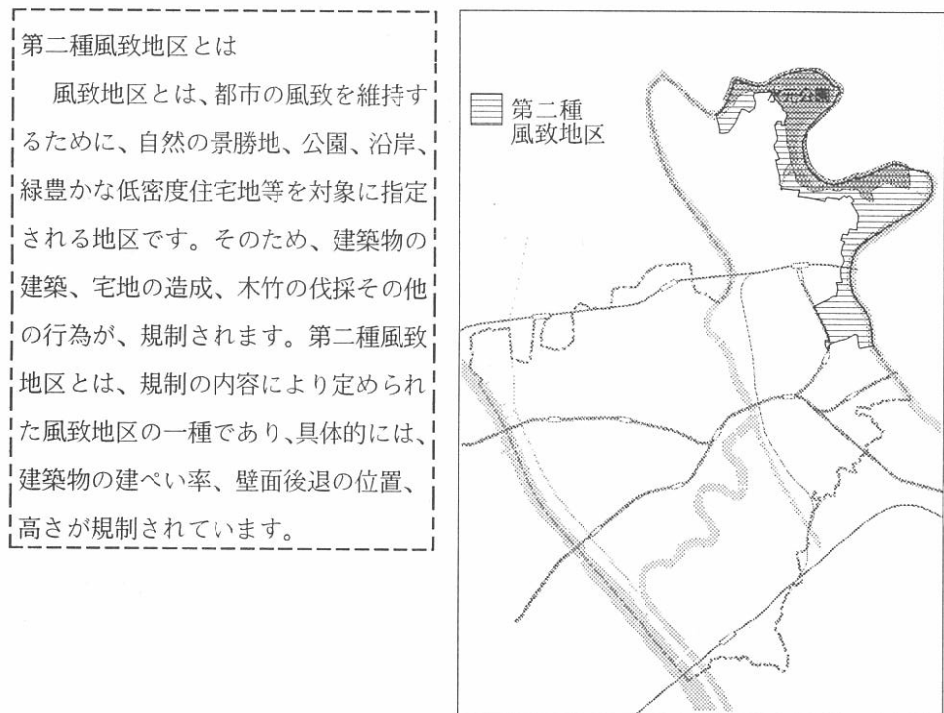 第二種風致地区とは
風致地区とは、都市の風致を維持す
るために、自然の景勝地、公園、沿岸、
緑豊かな低密度住宅地等を対象に指定
される地区です。そのため、建築物の
建築、宅地の造成、木竹の伐採その他
の行為が、規制されます。第二種風致
地区とは、規制の内容により定められ
た風致地区の一種であり、具体的には、
建築物の建ぺい率、壁面後退の位置、
高さが規制されています。
第二種
風致地区
水元公園